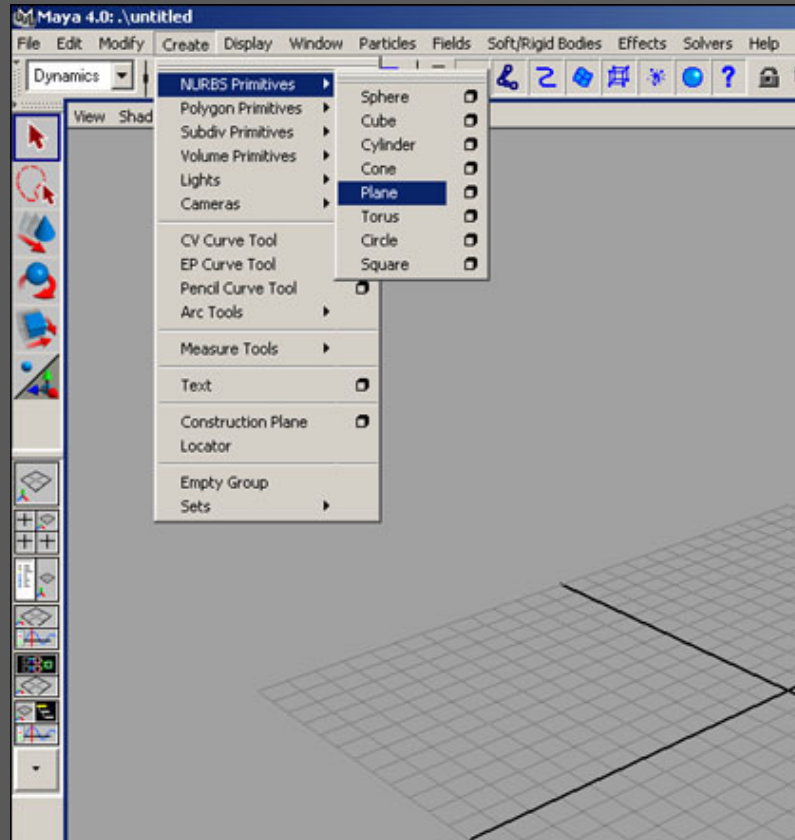 Maya 4.0: .\untitled
File Edit Modify Create Display Window Particles Fields Soft/Rigid Bodies Effects Solvers Help
Dynamics
View Shad
NURBS Primitives
Polygon Primitives
Subdiv Primitives
Volume Primitives
Lights
Cameras
CV Curve Tool
EP Curve Tool
Pencil Curve Tool
Arc Tools
Measure Tools
Text
Construction Plane
Locator
Empty Group
Sets
Sphere
Cube
Cylinder
Cone
Plane
Torus
Circle
Square